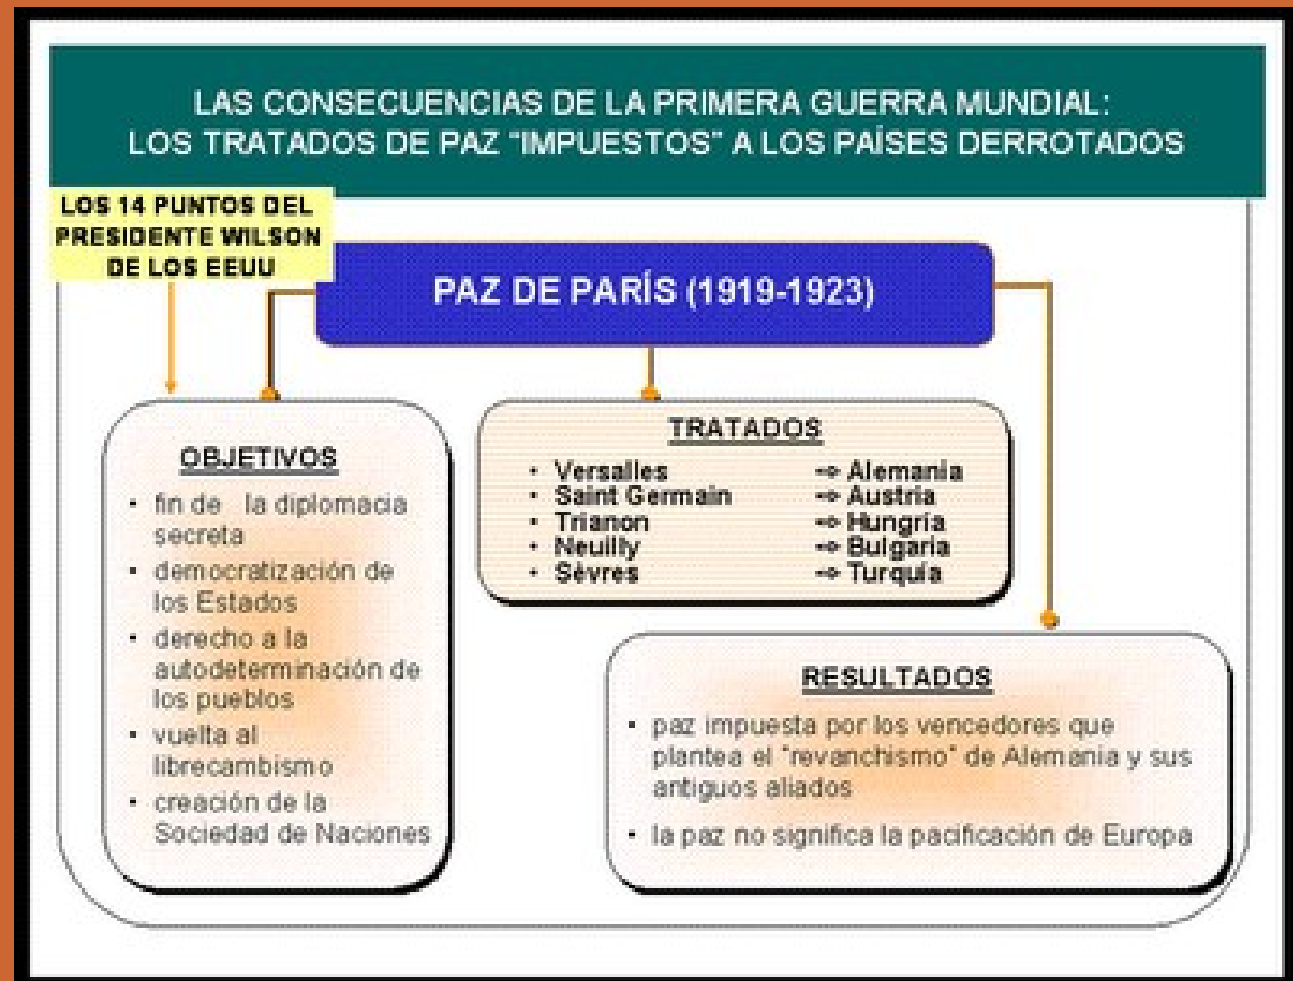 LAS CONSECUENCIAS DE LA PRIMERA GUERRA MUNDIAL:
LOS TRATADOS DE PAZ "IMPUESTOS" A LOS PAÍSES DERROTADOS
LOS 14 PUNTOS DEL
PRESIDENTE WILSON
DE LOS EEUU
PAZ DE PARÍS (1919-1923)
OBJETIVOS
• fin de la diplomacia
secreta
• democratización de
los Estados
• derecho a la
autodeterminación de
los pueblos
• vuelta al
librecambismo
• creación de la
Sociedad de Naciones
TRATADOS
• Versalles → Alemania
• Saint Germain → Austria
• Trianon → Hungría
• Neuilly → Bulgaria
• Sèvres → Turquía
RESULTADOS
• paz impuesta por los vencedores que
plantea el "revanchismo" de Alemania y sus
antiguos aliados
• la paz no significa la pacificación de Europa